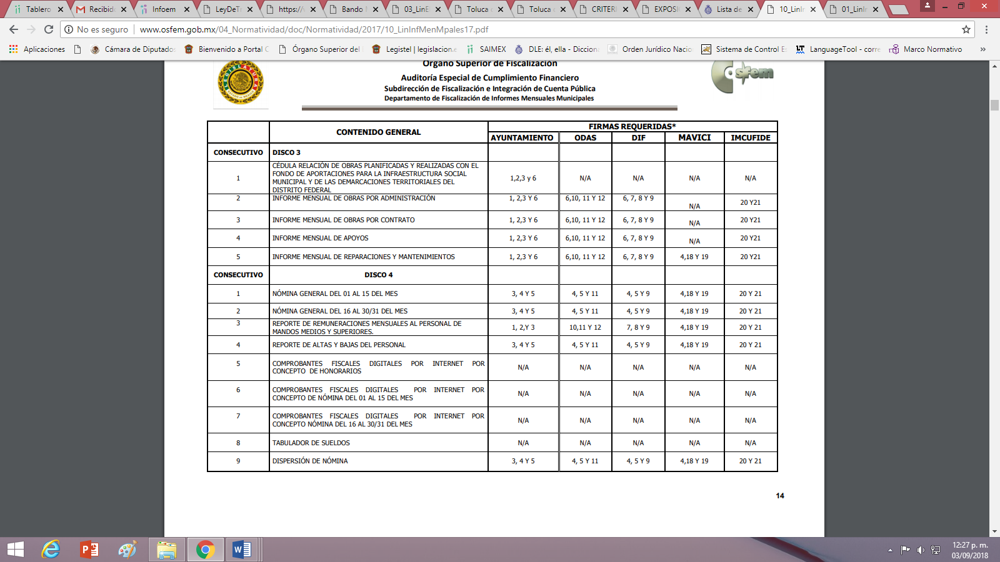 Tablero
Recibido
Infoem
LeyDeTr
https://
Bando
03_LinE
Toluca
Toluca
CRITERI
EXPOSI
Lista de
10_LinI
01_LinI
No es seguro
www.osfem.gob.mx/04_Normatividad/doc/Normatividad/2017/10_LinInfMenMpales17.pdf
Aplicaciones
Cámara de Diputados
Bienvenido a Portal C
Órgano Superior del
Legistel | legislacion.e
SAIMEX
DLE: él, ella - Diccion
Orden Jurídico Nacio
Sistema de Control E
LanguageTool - corre
Marco Normativo
»
Órgano Superior de Fiscalización
Auditoría Especial de Cumplimiento Financiero
Subdirección de Fiscalización e Integración de Cuenta Pública
Departamento de Fiscalización de Informes Mensuales Municipales
LEGISLATURA
osfem
CONTENIDO GENERAL
FIRMAS REQUERIDAS*
AYUNTAMIENTO ODAS DIF MAVICI IMCUFIDE
CONSECUTIVO DISCO 3
1 CÉDULA RELACIÓN DE OBRAS PLANIFICADAS Y REALIZADAS CON EL
FONDO DE APORTACIONES PARA LA INFRAESTRUCTURA SOCIAL
MUNICIPAL Y DE LAS DEMARCACIONES TERRITORIALES DEL
DISTRITO FEDERAL
1,2,3 y 6 N/A N/A N/A N/A
2 INFORME MENSUAL DE OBRAS POR ADMINISTRACIÓN 1, 2,3 Y 6 6,10, 11 Y 12 6, 7, 8 Y 9 N/A 20 Y21
3 INFORME MENSUAL DE OBRAS POR CONTRATO 1, 2,3 Y 6 6,10, 11 Y 12 6, 7, 8 Y 9 N/A 20 Y21
4 INFORME MENSUAL DE APOYOS 1, 2,3 Y 6 6,10, 11 Y 12 6, 7, 8 Y 9 N/A 20 Y21
5 INFORME MENSUAL DE REPARACIONES Y MANTENIMIENTOS 1, 2,3 Y 6 6,10, 11 Y 12 6, 7, 8 Y 9 4,18 Y 19 20 Y21
CONSECUTIVO DISCO 4
1 NÓMINA GENERAL DEL 01 AL 15 DEL MES 3, 4 Y 5 4, 5 Y 11 4, 5 Y 9 4,18 Y 19 20 Y 21
2 NÓMINA GENERAL DEL 16 AL 30/31 DEL MES 3, 4 Y 5 4, 5 Y 11 4, 5 Y 9 4,18 Y 19 20 Y 21
3 REPORTE DE REMUNERACIONES MENSUALES AL PERSONAL DE
MANDOS MEDIOS Y SUPERIORES.
1, 2,Y 3 10,11 Y 12 7, 8 Y 9 4,18 Y 19 20 Y 21
4 REPORTE DE ALTAS Y BAJAS DEL PERSONAL 3, 4 Y 5 4, 5 Y 11 4, 5 Y 9 4,18 Y 19 20 Y 21
5 COMPROBANTES FISCALES DIGITALES POR INTERNET POR
CONCEPTO DE HONORARIOS
N/A N/A N/A N/A N/A
6 COMPROBANTES FISCALES DIGITALES POR INTERNET POR
CONCEPTO DE NÓMINA DEL 01 AL 15 DEL MES
N/A N/A N/A N/A N/A
7 COMPROBANTES FISCALES DIGITALES POR INTERNET POR
CONCEPTO NÓMINA DEL 16 AL 30/31 DEL MES
N/A N/A N/A N/A N/A
8 TABULADOR DE SUELDOS N/A N/A N/A N/A N/A
9 DISPERSIÓN DE NÓMINA 3, 4 Y 5 4, 5 Y 11 4, 5 Y 9 4,18 Y 19 20 Y 21
14
12:27 p. m.
03/09/2018